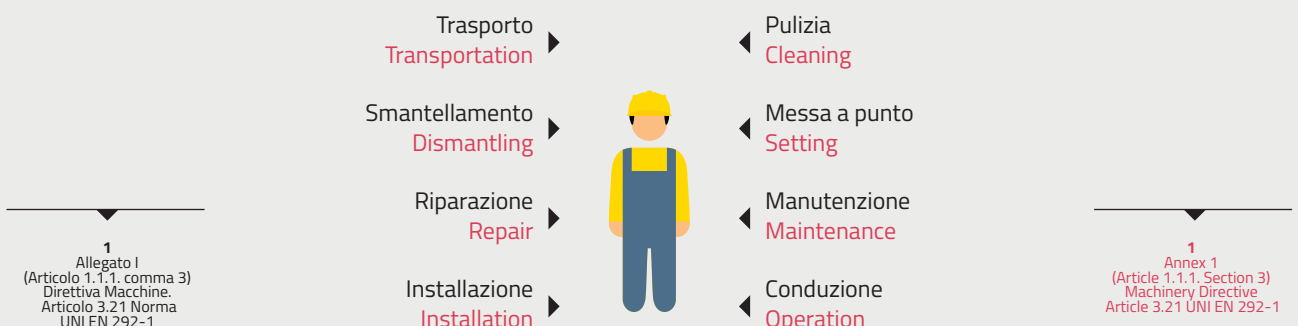 Trasporto
Transportation
Smantellamento
Dismantling
Riparazione
Repair
Installazione
Installation
Pulizia
Cleaning
Messa a punto
Setting
Manutenzione
Maintenance
Conduzione
Operation
1
Allegato I
(Articolo 1.1.1. comma 3)
Direttiva Macchine.
Articolo 3.21 Norma
UNI EN 292-1
1
Annex 1
(Article 1.1.1. Section 3)
Machinery Directive
Article 3.21 UNI EN 292-1